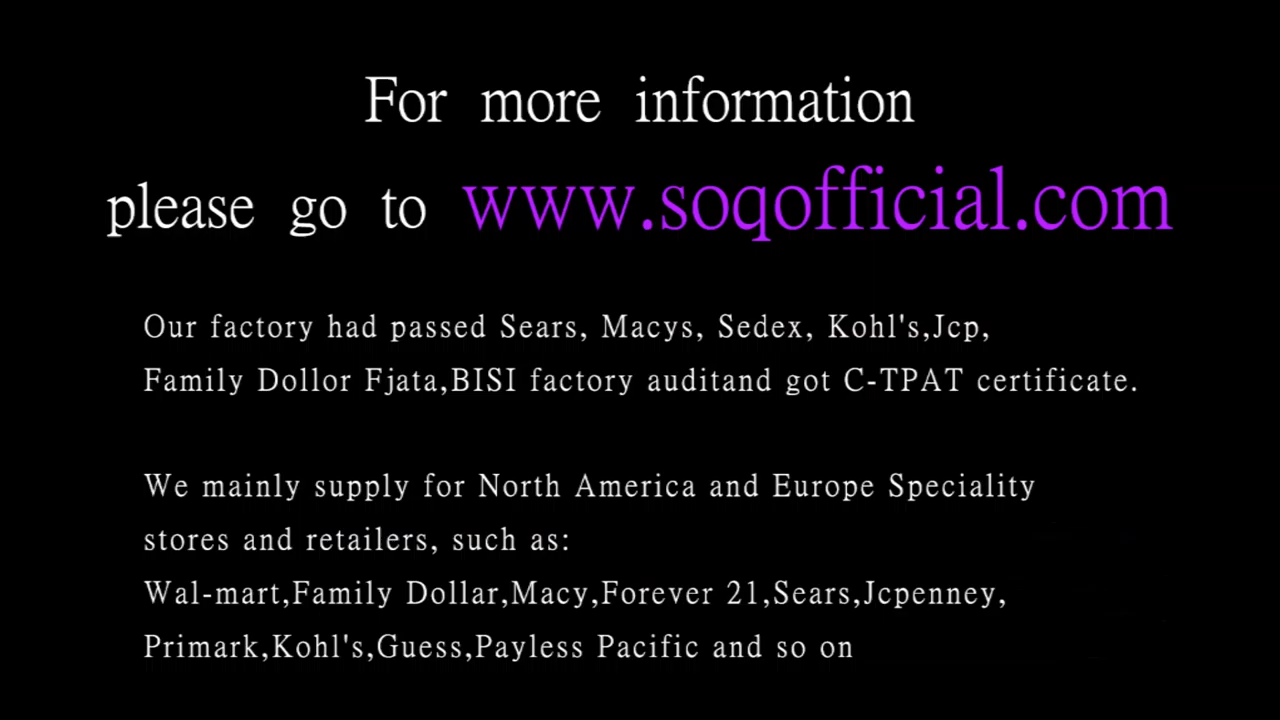 For more information
please go to www.soqofficial.com
Our factory had passed Sears, Macys, Sedex, Kohl's,Jcp,
Family Dollor Fjata,BISI factory auditand got C-TPAT certificate.
We mainly supply for North America and Europe Speciality
stores and retailers, such as:
Wal-mart,Family Dollar,Macy,Forever 21,Sears,Jcpenney,
Primark,Kohl's,Guess,Payless Pacific and so on